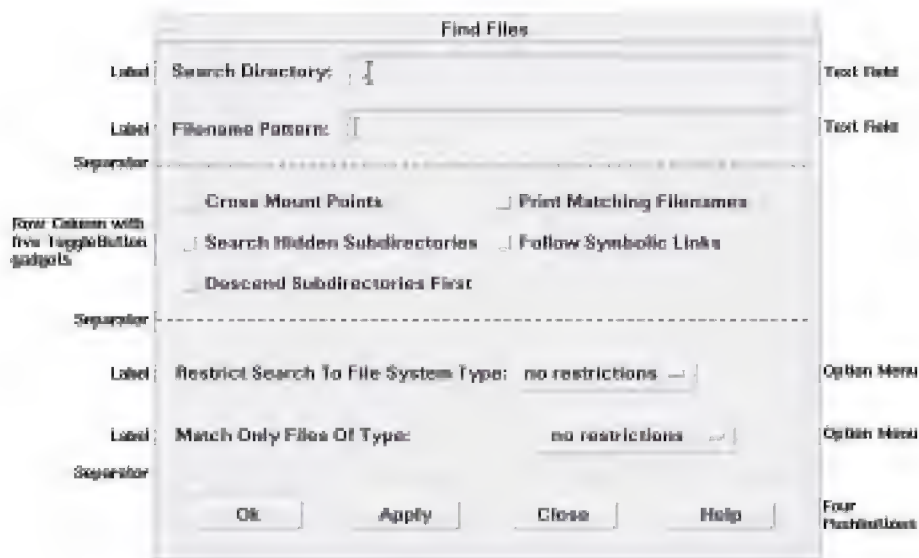 Find Files
Label Search Directory: Text Field
Label Filename Pattern: Text Field
Separator
Cross Mount Points Print Matching Filenames
Row Column with
five ToggleButton
gadgets
Search Hidden Subdirectories Follow Symbolic Links
Descend Subdirectories First
Separator
Label Restrict Search To File System Type: no restrictions Option Menu
Label Match Only Files Of Type: no restrictions Option Menu
Separator
Ok Apply Close Help
Four
Pushbuttons